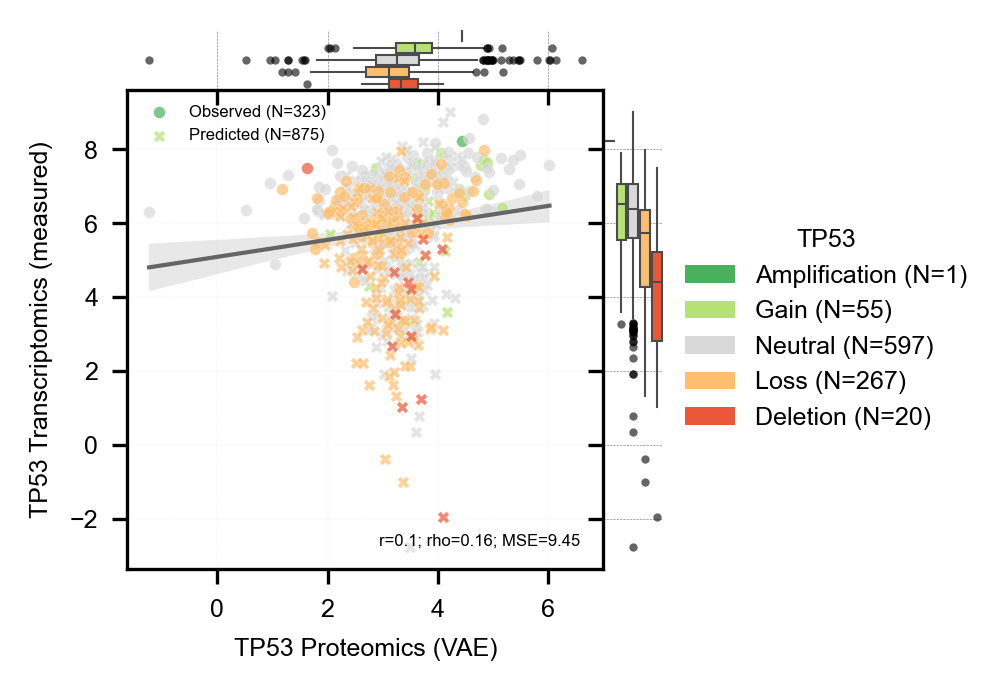 Observed (N=323)
Predicted (N=875)
8
6
4
2
0
−2
TP53 Transcriptomics (measured)
r=0.1; rho=0.16; MSE=9.45
0 2 4 6
TP53 Proteomics (VAE)
TP53
Amplification (N=1)
Gain (N=55)
Neutral (N=597)
Loss (N=267)
Deletion (N=20)